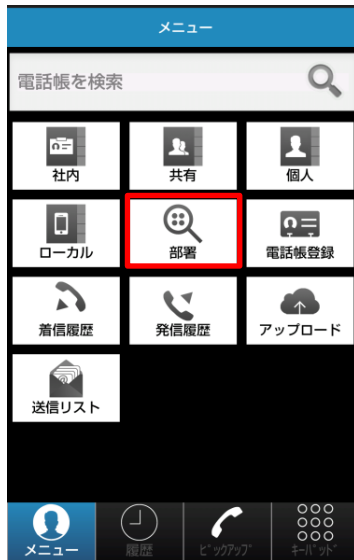 メニュー
電話帳を検索
社内
共有
個人
ローカル
部署
電話帳登録
着信履歴
発信履歴
アップロード
送信リスト
メニュー
履歴
ﾋﾟｯｸｱｯﾌﾟ
ｷｰﾊﾟｯﾄﾞ